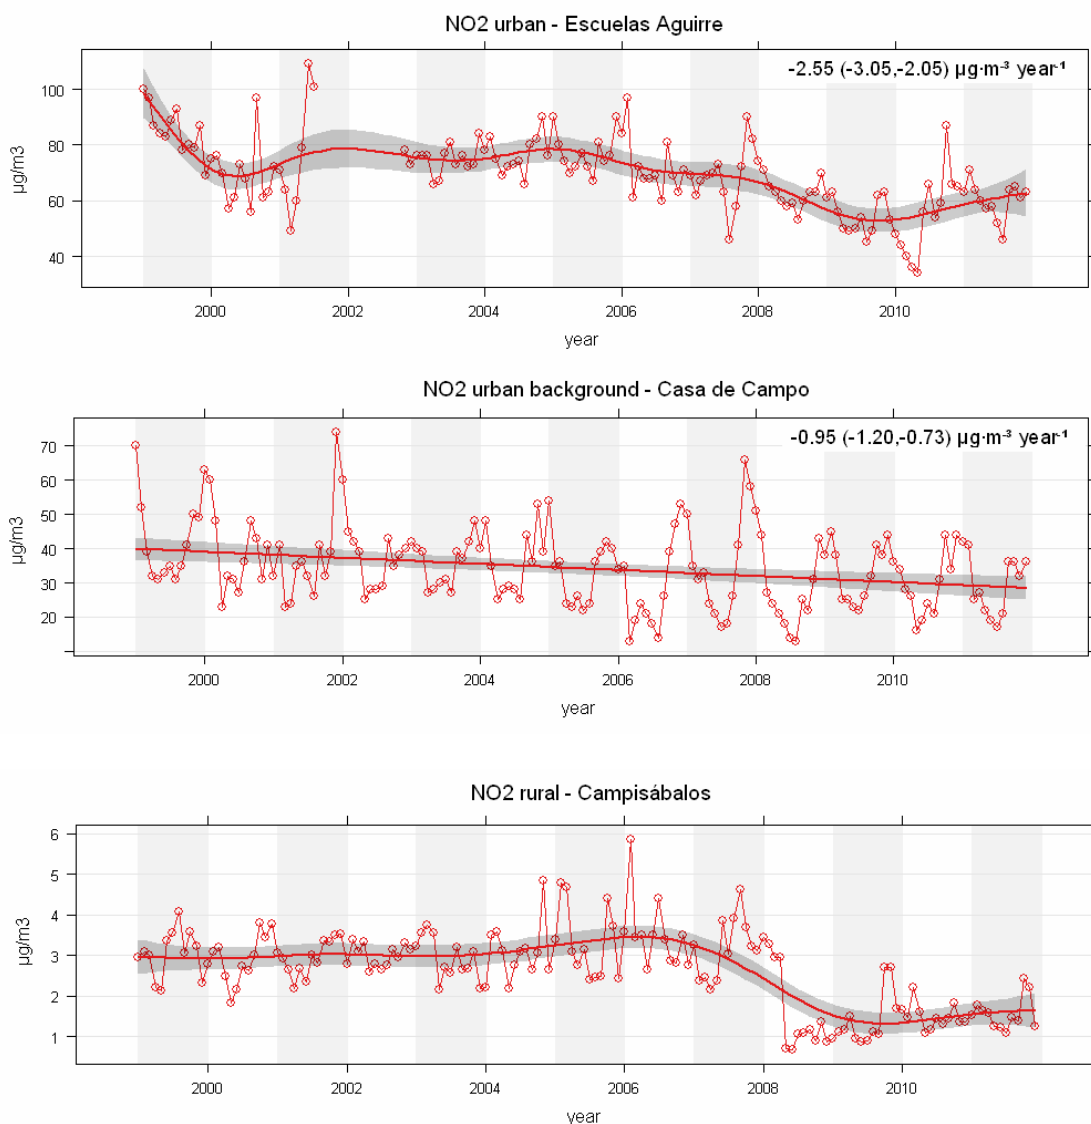 NO2 urban - Escuelas Aguirre
-2.55 (-3.05,-2.05) µg·m⁻³ year⁻¹
100
80
60
40
µg/m3
2000 2002 2004 2006 2008 2010
year
NO2 urban background - Casa de Campo
-0.95 (-1.20,-0.73) µg·m⁻³ year⁻¹
70
60
50
40
30
20
µg/m3
2000 2002 2004 2006 2008 2010
year
NO2 rural - Campisábalos
6
5
4
3
2
1
µg/m3
2000 2002 2004 2006 2008 2010
year